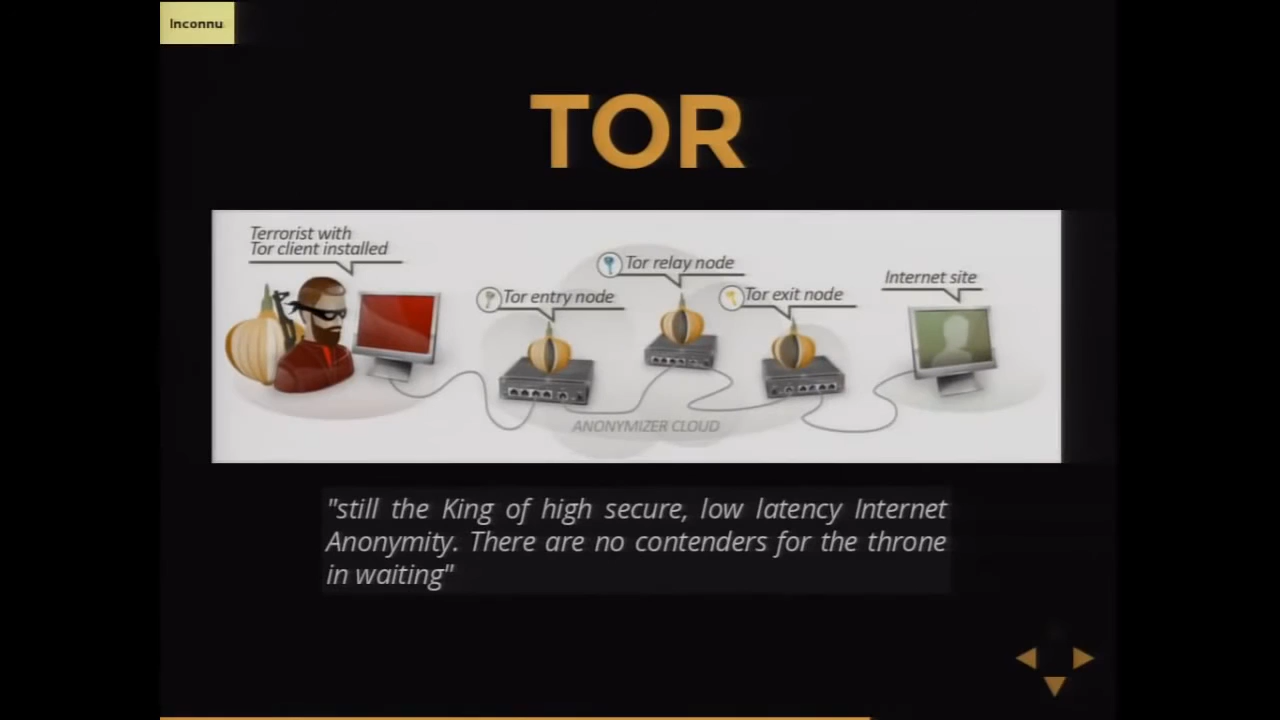 Inconnu
TOR
Terrorist with
Tor client installed
Tor relay node
Internet site
Tor entry node
Tor exit node
ANONYMIZER CLOUD
"still the King of high secure, low latency Internet
Anonymity. There are no contenders for the throne
in waiting"